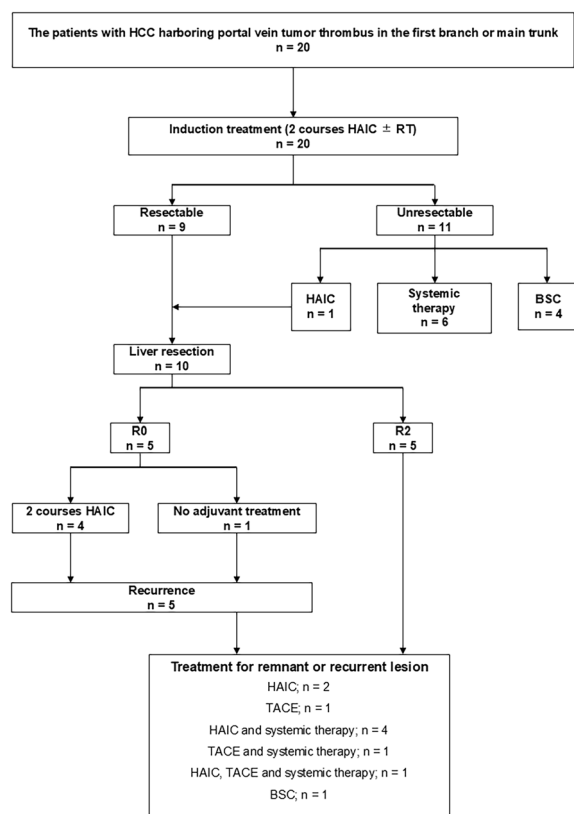 The patients with HCC harboring portal vein tumor thrombus in the first branch or main trunk
n = 20
Induction treatment (2 courses HAIC ± RT)
n = 20
Resectable
n = 9
Unresectable
n = 11
HAIC
n = 1
Systemic
therapy
n = 6
BSC
n = 4
Liver resection
n = 10
R0
n = 5
R2
n = 5
2 courses HAIC
n = 4
No adjuvant treatment
n = 1
Recurrence
n = 5
Treatment for remnant or recurrent lesion
HAIC; n = 2
TACE; n = 1
HAIC and systemic therapy; n = 4
TACE and systemic therapy; n = 1
HAIC, TACE and systemic therapy; n = 1
BSC; n = 1